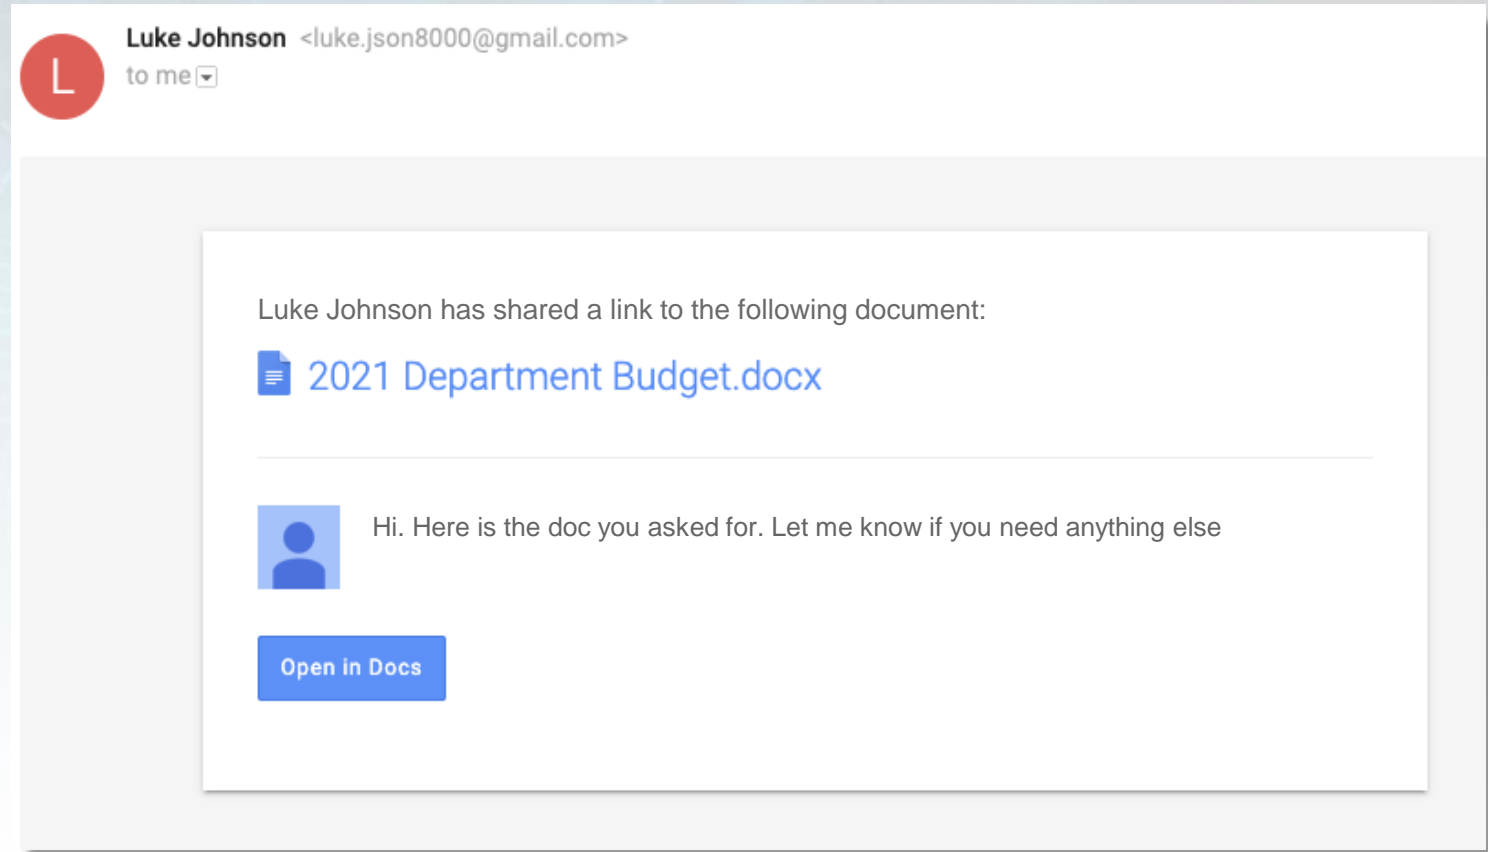 Luke Johnson <luke.json8000@gmail.com>
L
to me
Luke Johnson has shared a link to the following document:
2021 Department Budget.docx
Hi. Here is the doc you asked for. Let me know if you need anything else
Open in Docs